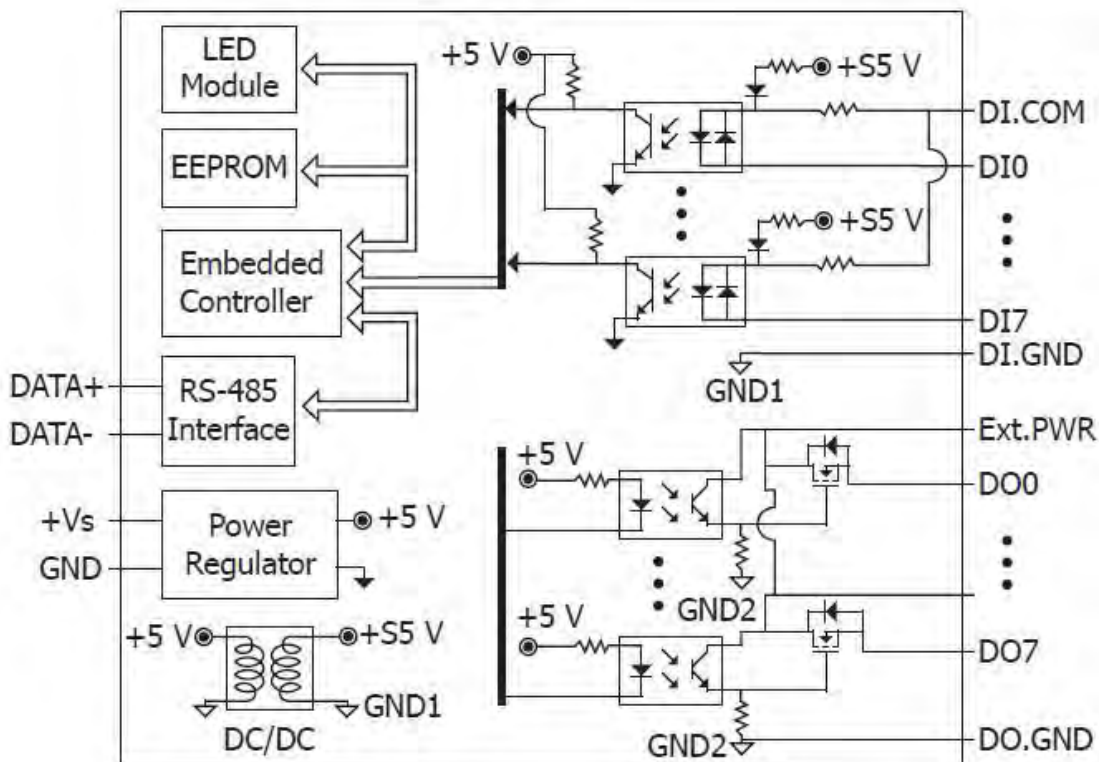 LED
Module
EEPROM
Embedded
Controller
RS-485
Interface
DATA+
DATA-
Power
Regulator
+Vs
GND
+5 V
+5 V
+S5 V
GND1
DC/DC
+5 V
+S5 V
DI.COM
DI0
+S5 V
DI7
DI.GND
GND1
Ext.PWR
+5 V
DO0
GND2
+5 V
DO7
GND2
DO.GND